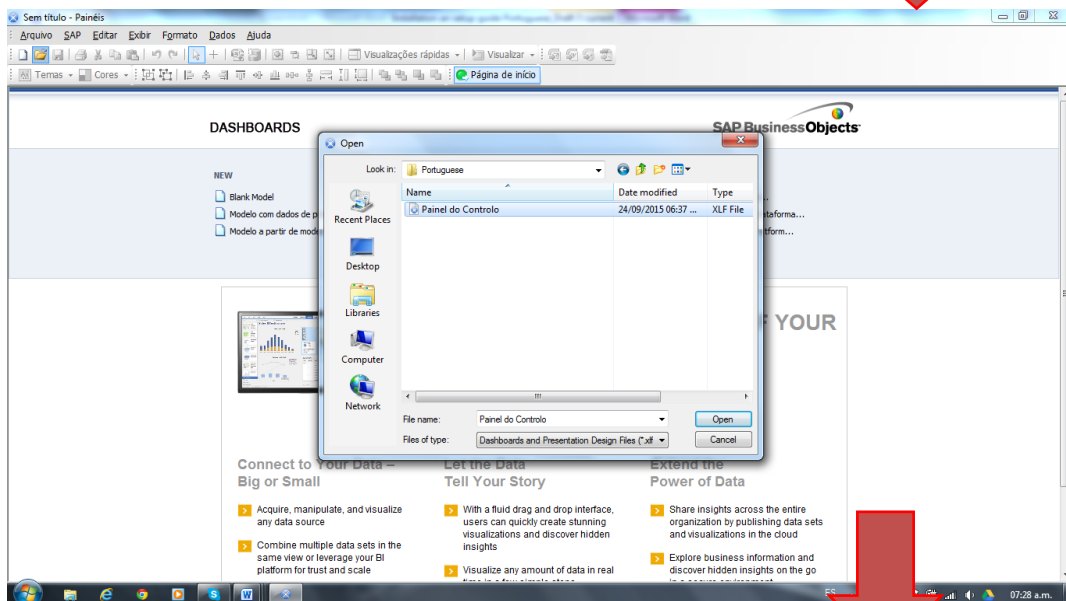 Sem título - Painéis
Arquivo SAP Editar Exibir Formato Dados Ajuda
Visualizações rápidas Visualizar
Temas Cores Página de início
DASHBOARDS
SAP BusinessObjects
NEW
Blank Model
Modelo com dados de p
Modelo a partir de mode
Open
Look in: Portuguese
Name Date modified Type
Painel do Controlo 24/09/2015 06:37 ... XLF File
Recent Places
Desktop
Libraries
Computer
Network
File name: Painel do Controlo Open
Files of type: Dashboards and Presentation Design Files (*.xlf Cancel
ataforma...
tform...
F YOUR
Connect to Your Data –
Big or Small
Acquire, manipulate, and visualize
any data source
Combine multiple data sets in the
same view or leverage your BI
platform for trust and scale
Let the Data
Tell Your Story
With a fluid drag and drop interface,
users can quickly create stunning
visualizations and discover hidden
insights
Visualize any amount of data in real
time in a few simple steps
Extend the
Power of Data
Share insights across the entire
organization by publishing data sets
and visualizations in the cloud
Explore business information and
discover hidden insights on the go
in a secure environment
ES
07:28 a.m.